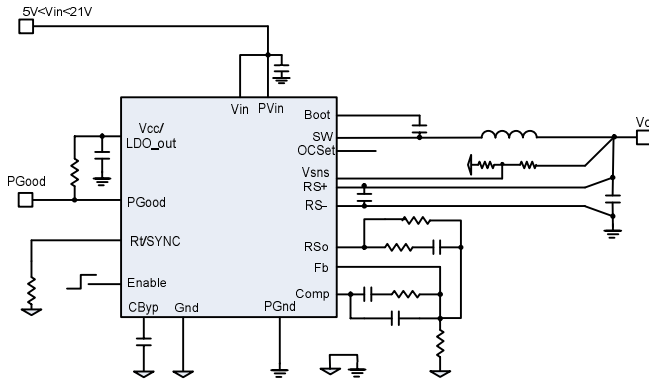 5V<Vin<21V
Vin PVin
Boot
Vcc/
LDO_out
SW
OCSet
Vsns
PGood
RS+
PGood
RS-
Rt/SYNC
RSo
Fb
Enable
Comp
CByp Gnd PGnd